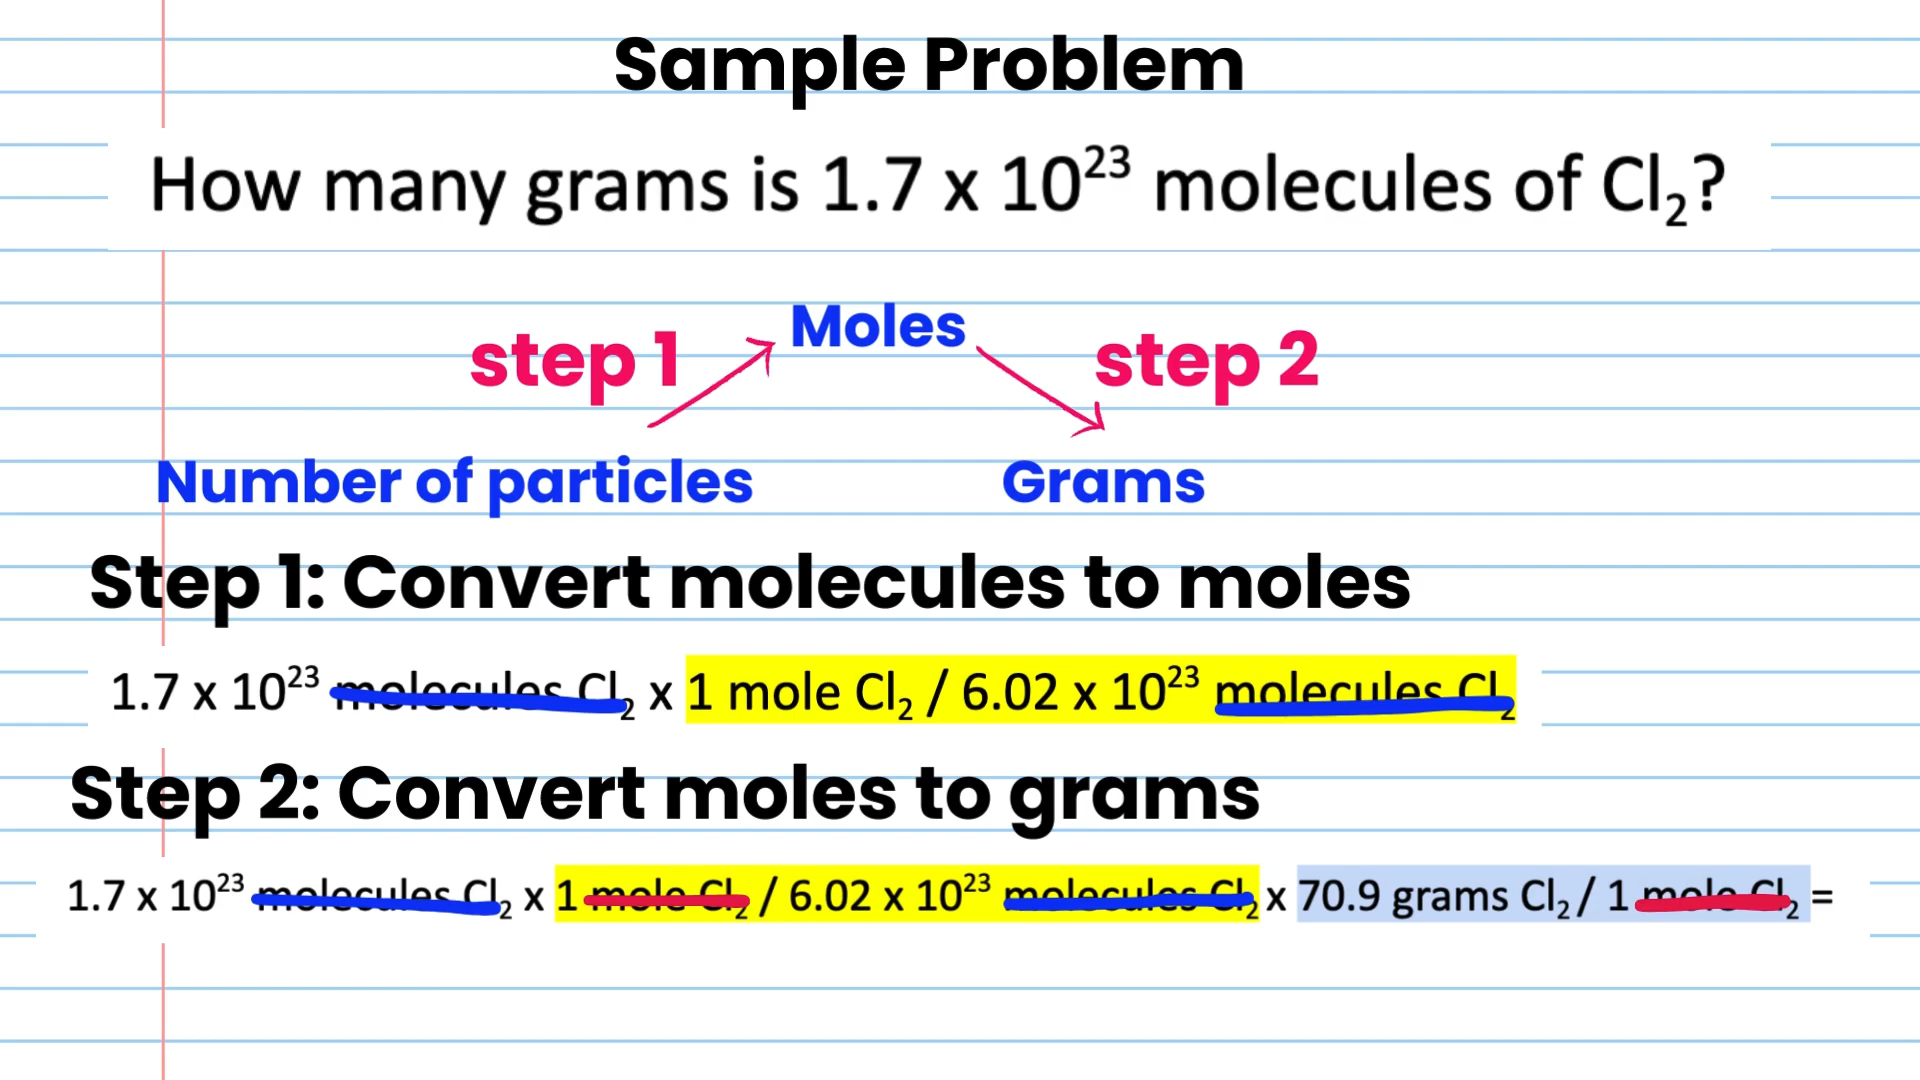 Sample Problem
How many grams is 1.7 x 10²³ molecules of Cl₂?
Moles
step 1
step 2
Number of particles
Grams
Step 1: Convert molecules to moles
1.7 x 10²³ molecules Cl₂ x 1 mole Cl₂ / 6.02 x 10²³ molecules Cl₂
Step 2: Convert moles to grams
1.7 x 10²³ molecules Cl₂ x 1 mole Cl₂ / 6.02 x 10²³ molecules Cl₂ x 70.9 grams Cl₂ / 1 mole Cl₂ =